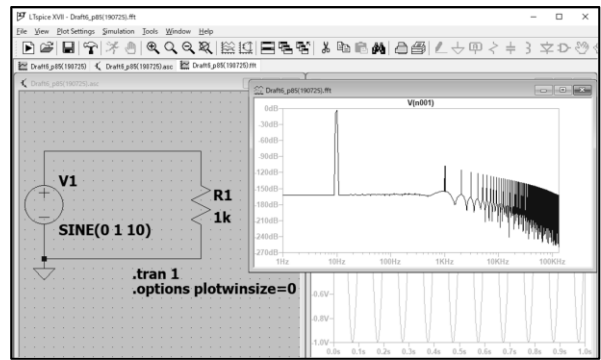 LTspice XVII - Draft6_p85(190725).fft
File View Plot Settings Simulation Tools Window Help
Draft6_p85(190725).asc Draft6_p85(190725).asc Draft6_p85(190725).fft
Draft6_p85(190725).asc
Draft6_p85(190725).fft
V(n001)
0dB
-30dB
-60dB
-90dB
-120dB
-150dB
-180dB
-210dB
-240dB
-270dB
1Hz 10Hz 100Hz 1KHz 10KHz 100KHz
V1
R1
1k
SINE(0 1 10)
.tran 1
.options plotwinsize=0
-0.6V
-0.8V
-1.0V
0.0s 0.1s 0.2s 0.3s 0.4s 0.5s 0.6s 0.7s 0.8s 0.9s 1.0s